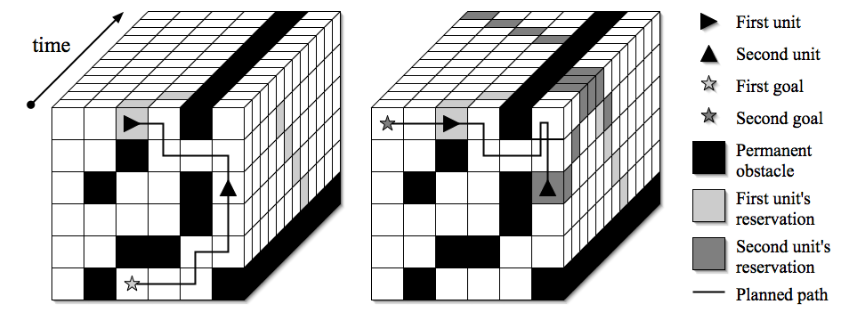 time
First unit
Second unit
First goal
Second goal
Permanent
obstacle
First unit's
reservation
Second unit's
reservation
Planned path